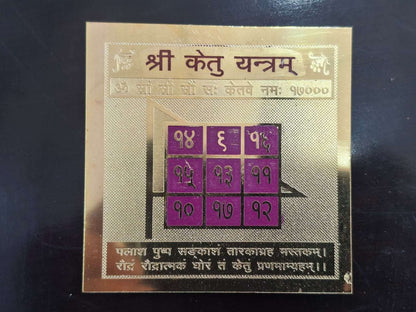 श्री केतु यन्त्रम्
ॐ स्रां स्रीं स्रौं सः केतवे नमः १७०००
१४ ९ १६
१५ १३ ११
१० १७ १२
पलाश पुष्प सङ्काशं तारकाग्रह मस्तकम्।
रौद्रं रौद्रात्मकं घोरं तं केतु प्रणमाम्यहम्।।